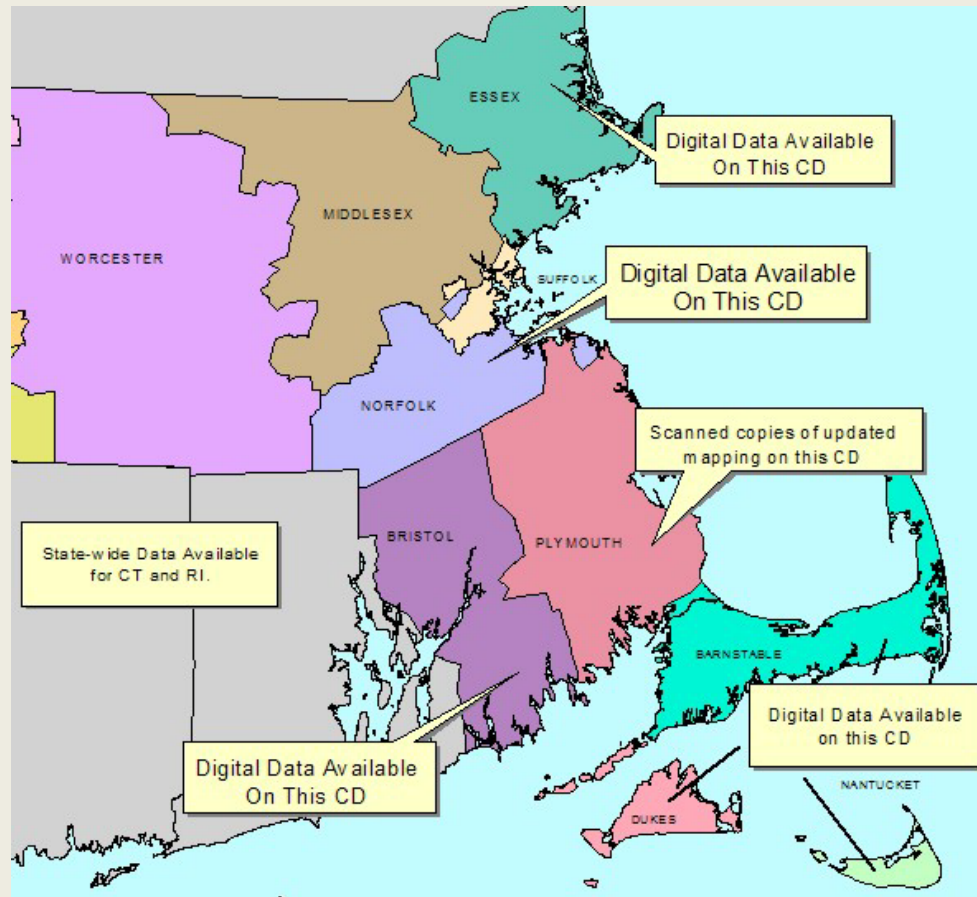 ESSEX
Digital Data Available
On This CD
MIDDLESEX
WORCESTER
SUFFOLK
Digital Data Available
On This CD
NORFOLK
Scanned copies of updated
mapping on this CD
State-wide Data Available
for CT and RI.
BRISTOL
PLYMOUTH
BARNSTABLE
Digital Data Available
on this CD
Digital Data Available
On This CD
NANTUCKET
DUKES